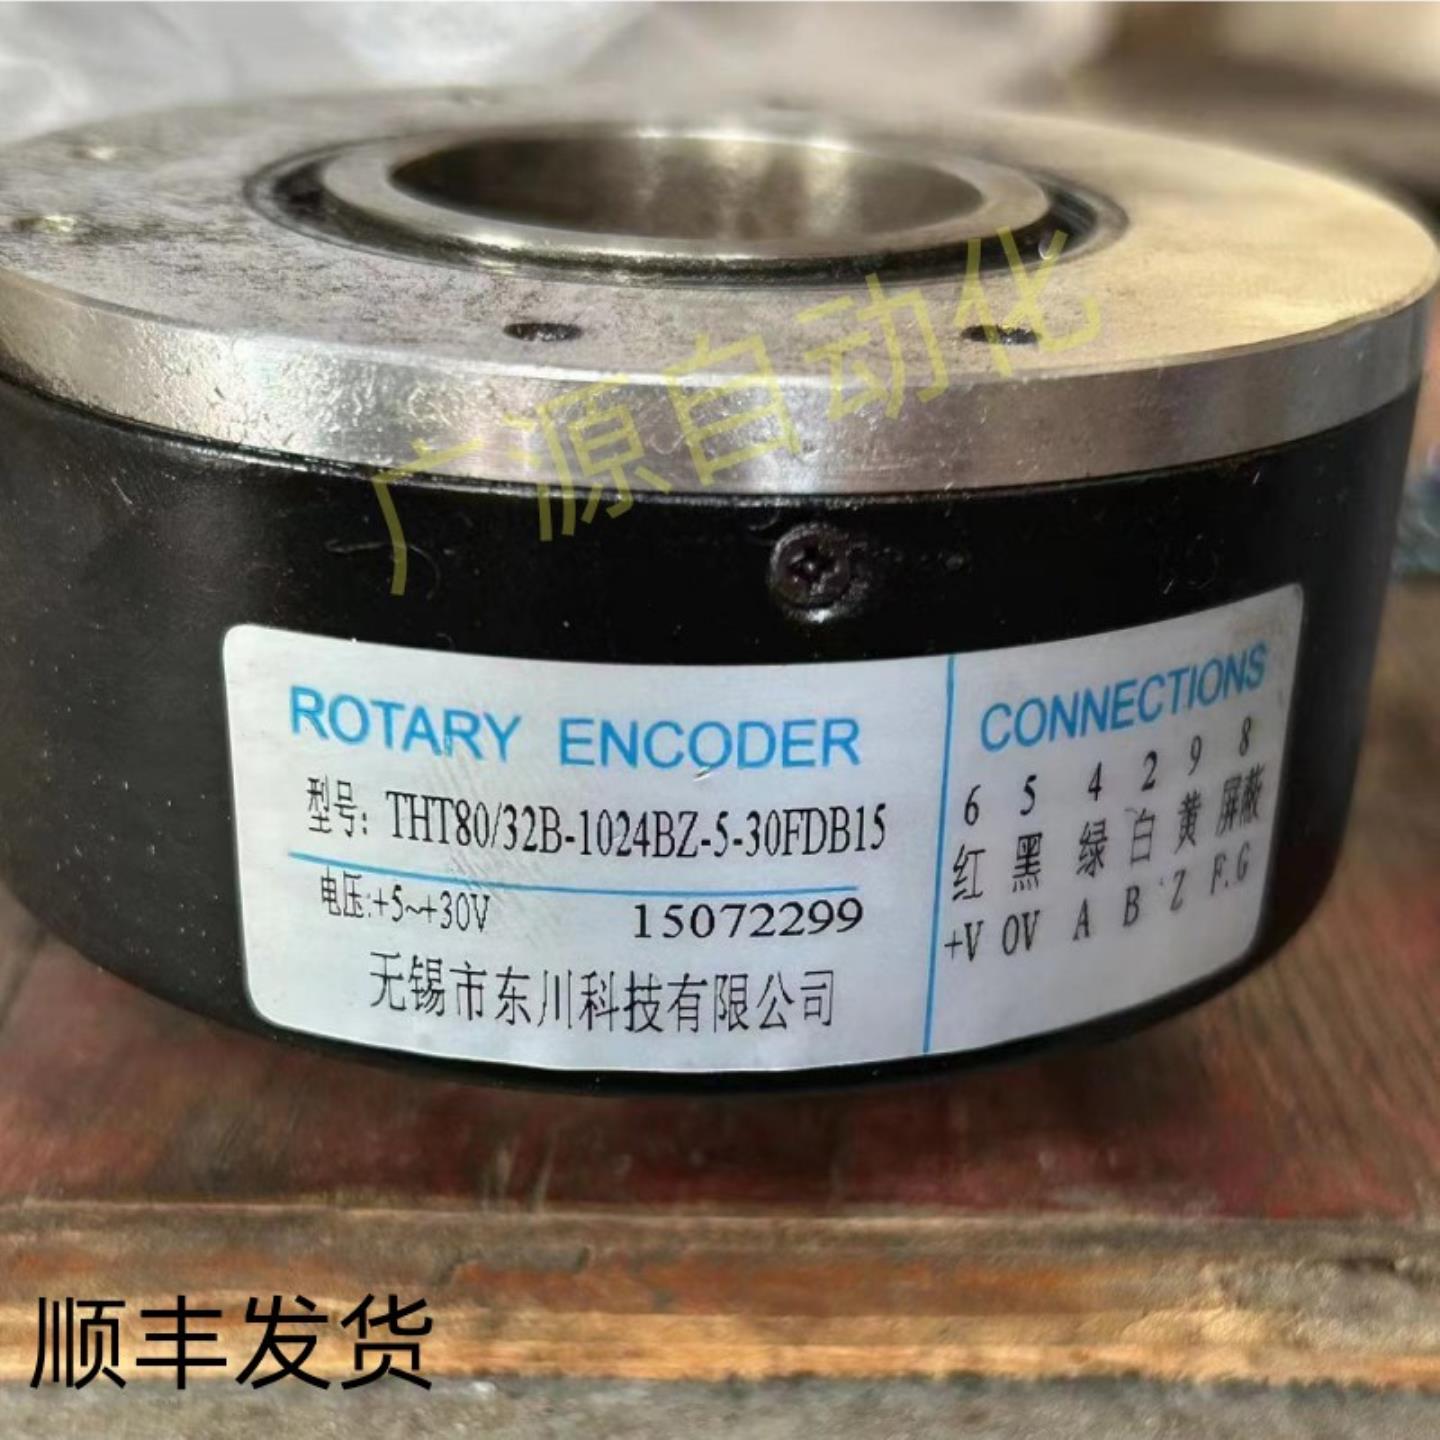 广源自动化
ROTARY ENCODER
型号: THT80/32B-1024BZ-5-30FDB15
电压:+5~+30V 15072299
无锡市东川科技有限公司
CONNECTIONS
6 5 4 2 9 8
红 黑 绿 白 黄 屏蔽
+V 0V A B Z F.G
顺丰发货